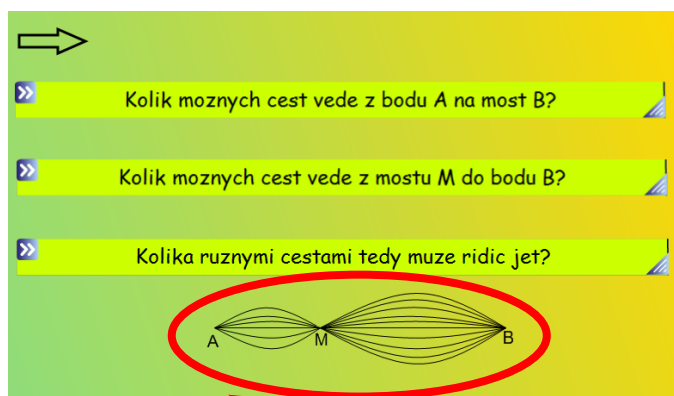 Kolik moznych cest vede z bodu A na most B?
Kolik moznych cest vede z mostu M do bodu B?
Kolika ruznymi cestami tedy muze ridic jet?
A M B